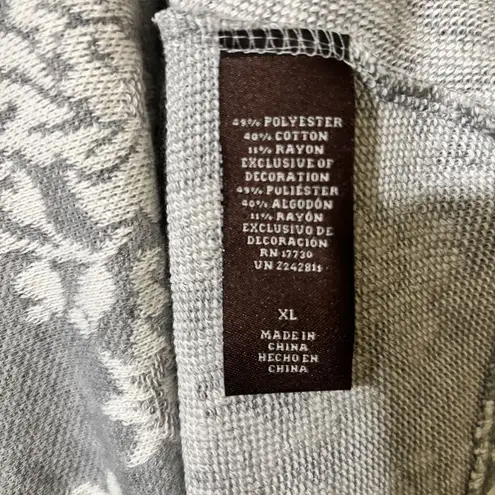 49% POLYESTER
40% COTTON
11% RAYON
EXCLUSIVE OF
DECORATION
49% POLIÉSTER
40% ALGODÓN
11% RAYÓN
EXCLUSIVO DE
DECORACIÓN
RN 17730
UN Z242811
XL
MADE IN
CHINA
HECHO EN
CHINA